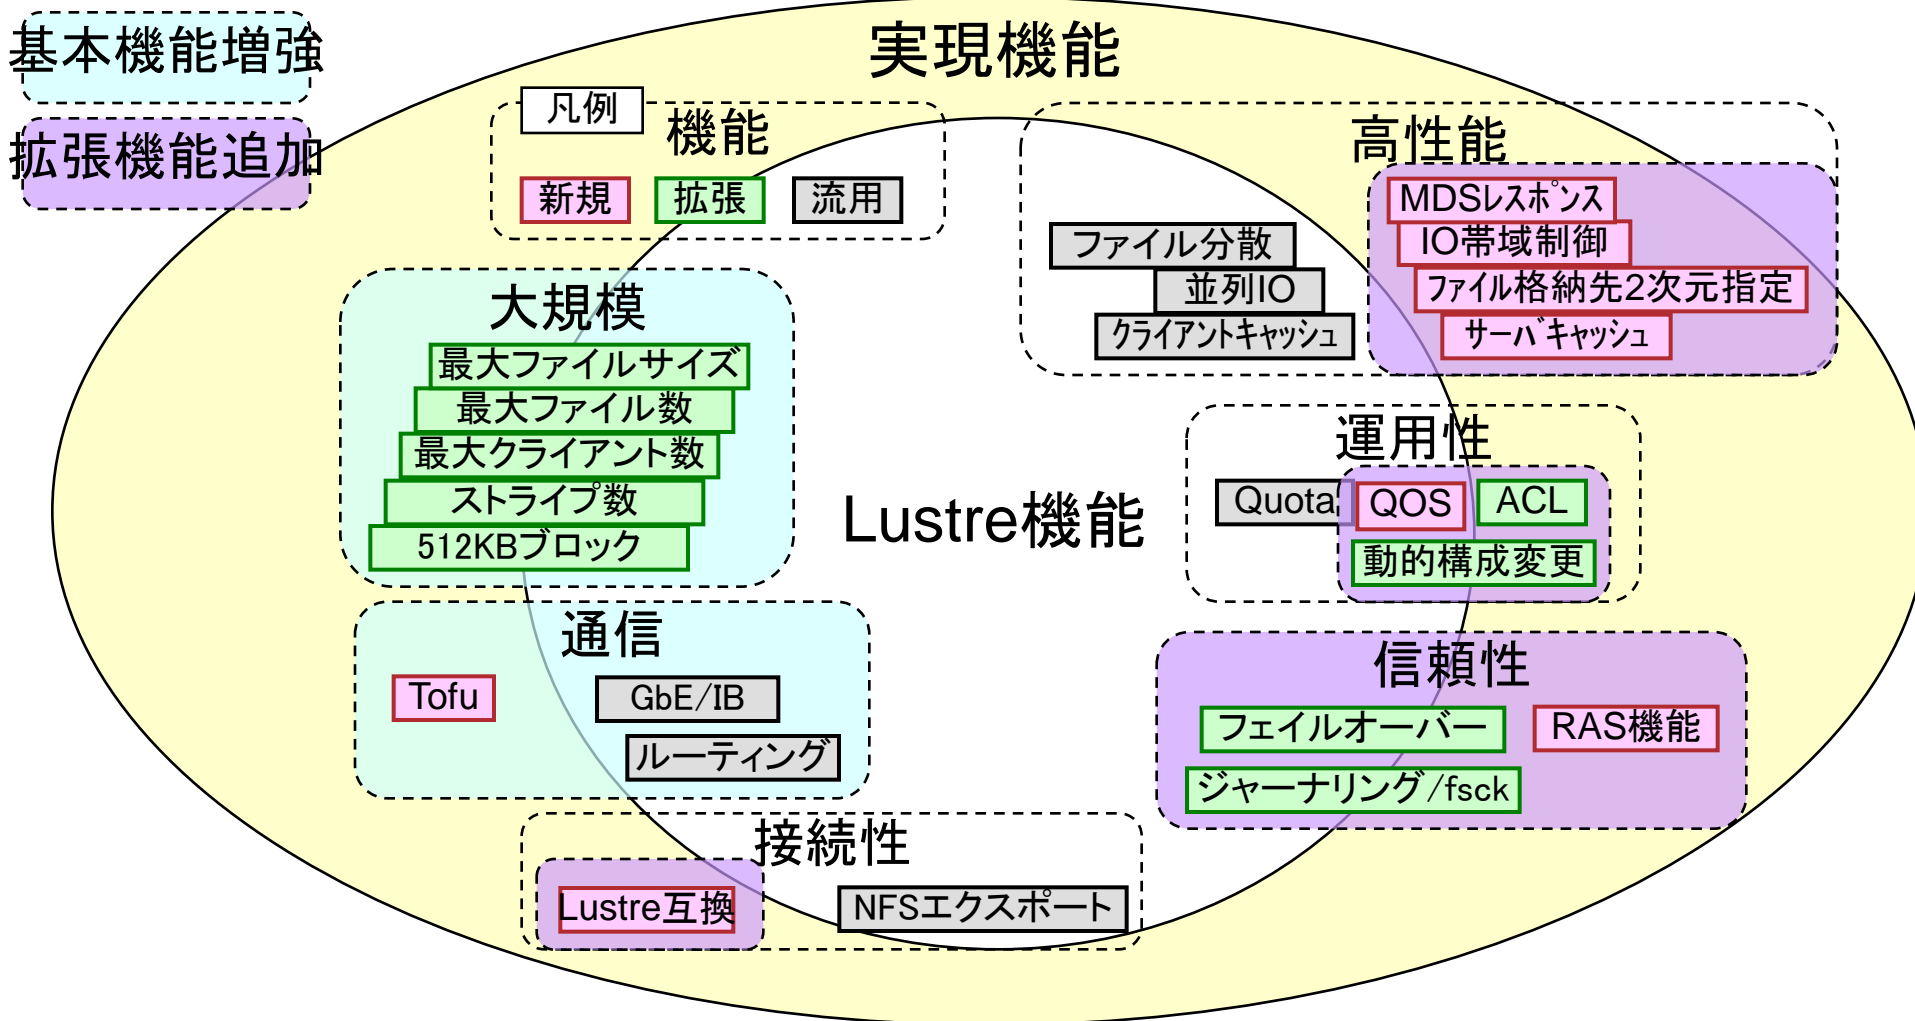 基本機能増強
拡張機能追加
実現機能
凡例
機能
新規
拡張
流用
高性能
MDSﾚｽﾎﾟﾝｽ
IO帯域制御
ﾌｧｲﾙ格納先2次元指定
ｻｰﾊﾞｷｬｯｼｭ
ファイル分散
並列IO
ｸﾗｲｱﾝﾄｷｬｯｼｭ
大規模
最大ファイルサイズ
最大ファイル数
最大クライアント数
ストライプ数
512KBブロック
Lustre機能
運用性
Quota
QOS
ACL
動的構成変更
通信
Tofu
GbE/IB
ルーティング
信頼性
フェイルオーバー
RAS機能
ジャーナリング/fsck
接続性
Lustre互換
NFSエクスポート